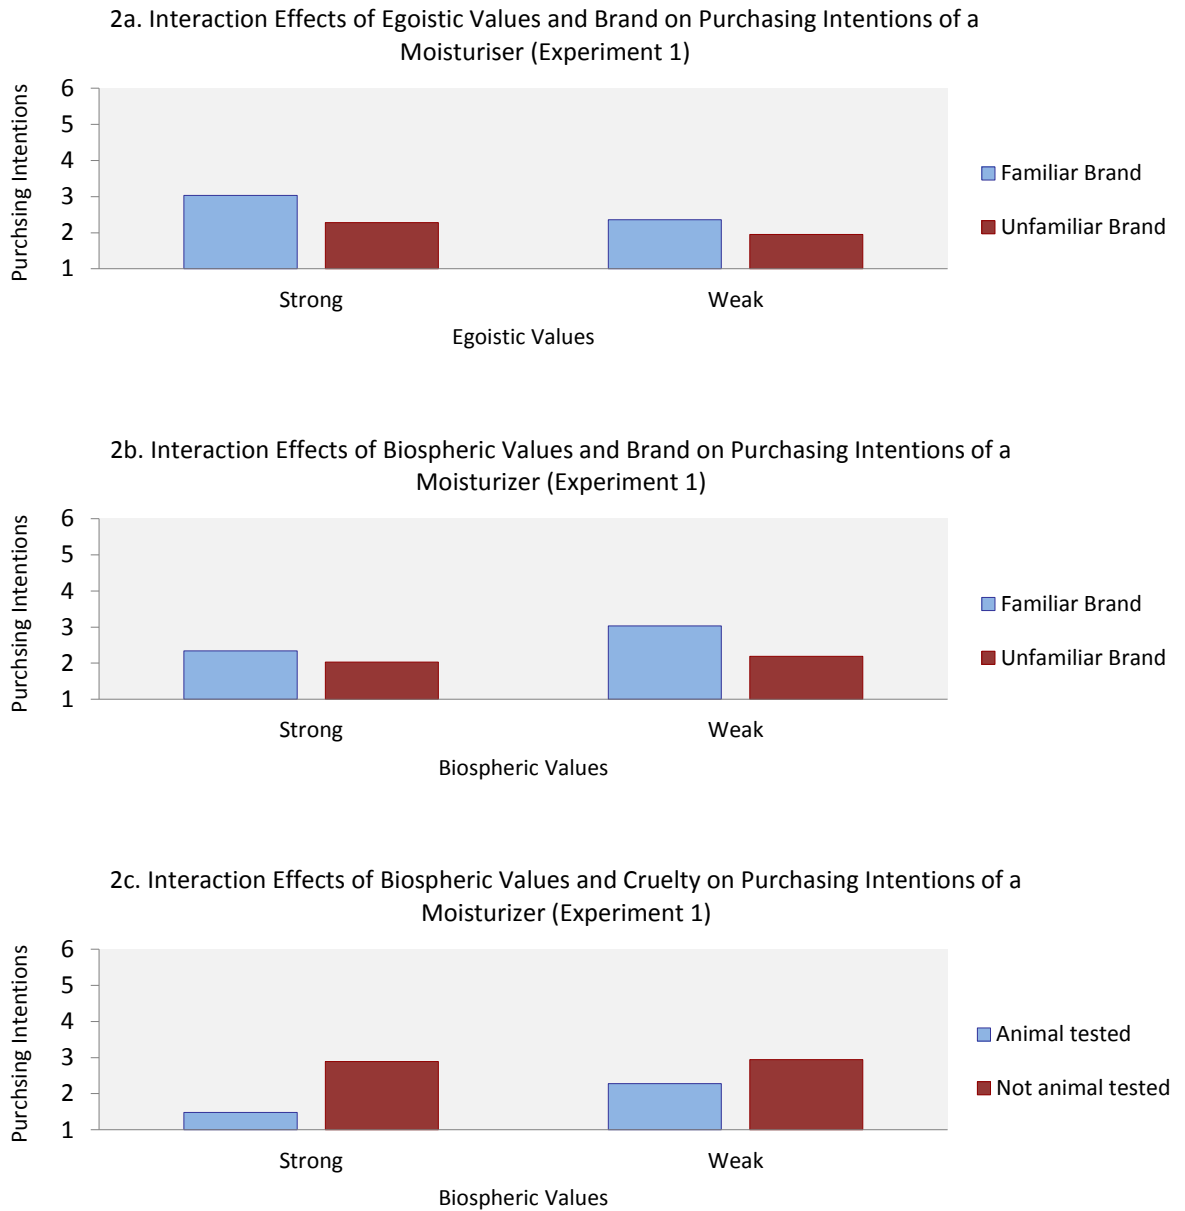 2a. Interaction Effects of Egoistic Values and Brand on Purchasing Intentions of a
Moisturiser (Experiment 1)
Purchsing Intentions
6
5
4
3
2
1
Strong
Weak
Egoistic Values
Familiar Brand
Unfamiliar Brand
2b. Interaction Effects of Biospheric Values and Brand on Purchasing Intentions of a
Moisturizer (Experiment 1)
Purchsing Intentions
6
5
4
3
2
1
Strong
Weak
Biospheric Values
Familiar Brand
Unfamiliar Brand
2c. Interaction Effects of Biospheric Values and Cruelty on Purchasing Intentions of a
Moisturizer (Experiment 1)
Purchsing Intentions
6
5
4
3
2
1
Strong
Weak
Biospheric Values
Animal tested
Not animal tested